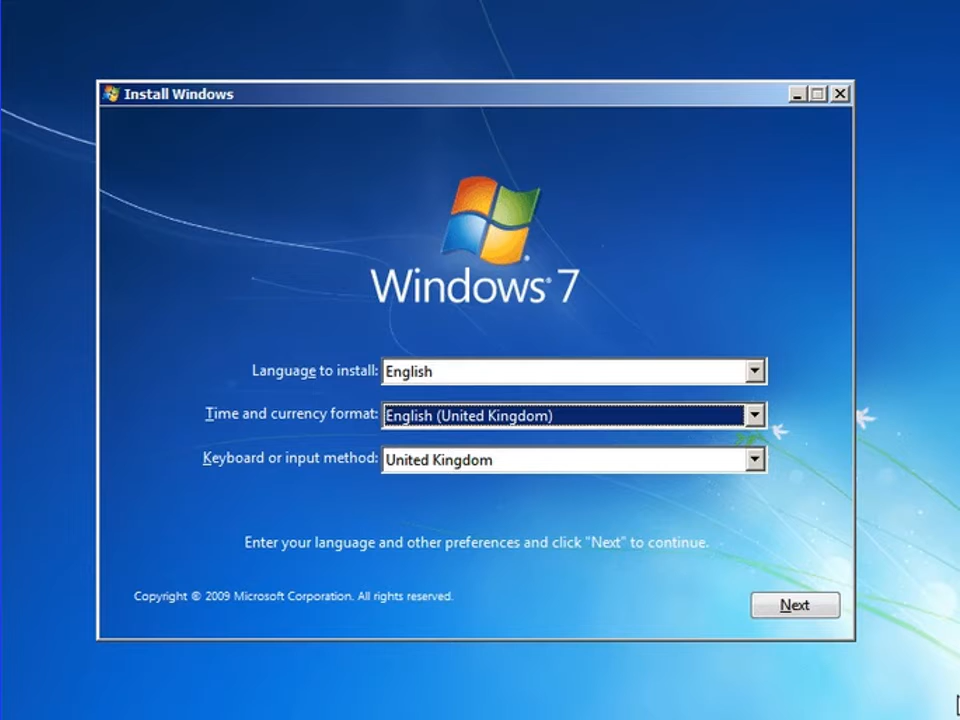 Install Windows
Windows® 7
Language to install: English
Time and currency format: English (United Kingdom)
Keyboard or input method: United Kingdom
Enter your language and other preferences and click "Next" to continue.
Copyright © 2009 Microsoft Corporation. All rights reserved.
Next